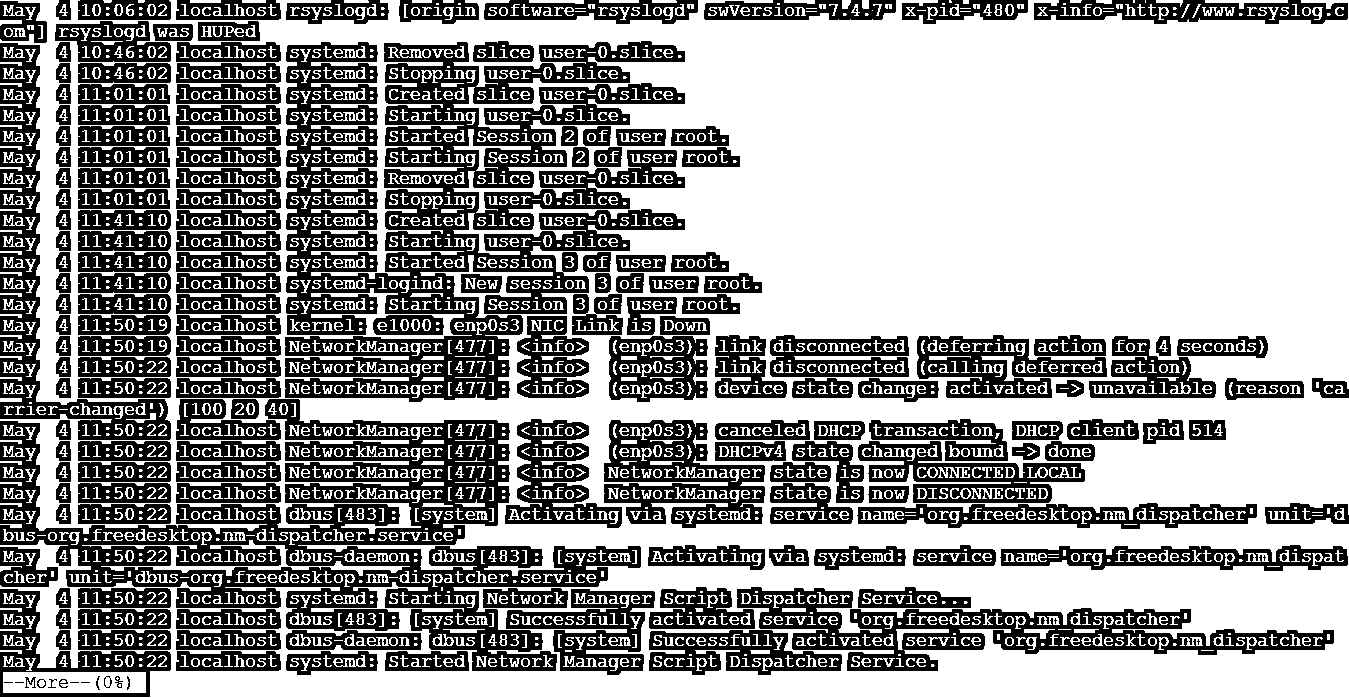 May  4 10:06:02 localhost rsyslogd: [origin software="rsyslogd" swVersion="7.4.7" x-pid="480" x-info="http://www.rsyslog.c
om"] rsyslogd was HUPed
May  4 10:46:02 localhost systemd: Removed slice user-0.slice.
May  4 10:46:02 localhost systemd: Stopping user-0.slice.
May  4 11:01:01 localhost systemd: Created slice user-0.slice.
May  4 11:01:01 localhost systemd: Starting user-0.slice.
May  4 11:01:01 localhost systemd: Started Session 2 of user root.
May  4 11:01:01 localhost systemd: Starting Session 2 of user root.
May  4 11:01:01 localhost systemd: Removed slice user-0.slice.
May  4 11:01:01 localhost systemd: Stopping user-0.slice.
May  4 11:41:10 localhost systemd: Created slice user-0.slice.
May  4 11:41:10 localhost systemd: Starting user-0.slice.
May  4 11:41:10 localhost systemd: Started Session 3 of user root.
May  4 11:41:10 localhost systemd-logind: New session 3 of user root.
May  4 11:41:10 localhost systemd: Starting Session 3 of user root.
May  4 11:50:19 localhost kernel: e1000: enp0s3 NIC Link is Down
May  4 11:50:19 localhost NetworkManager[477]: <info>  (enp0s3): link disconnected (deferring action for 4 seconds)
May  4 11:50:22 localhost NetworkManager[477]: <info>  (enp0s3): link disconnected (calling deferred action)
May  4 11:50:22 localhost NetworkManager[477]: <info>  (enp0s3): device state change: activated -> unavailable (reason 'ca
rrier-changed') [100 20 40]
May  4 11:50:22 localhost NetworkManager[477]: <info>  (enp0s3): canceled DHCP transaction, DHCP client pid 514
May  4 11:50:22 localhost NetworkManager[477]: <info>  (enp0s3): DHCPv4 state changed bound -> done
May  4 11:50:22 localhost NetworkManager[477]: <info>  NetworkManager state is now CONNECTED_LOCAL
May  4 11:50:22 localhost NetworkManager[477]: <info>  NetworkManager state is now DISCONNECTED
May  4 11:50:22 localhost dbus[483]: [system] Activating via systemd: service name='org.freedesktop.nm_dispatcher' unit='d
bus-org.freedesktop.nm-dispatcher.service'
May  4 11:50:22 localhost dbus-daemon: dbus[483]: [system] Activating via systemd: service name='org.freedesktop.nm_dispat
cher' unit='dbus-org.freedesktop.nm-dispatcher.service'
May  4 11:50:22 localhost systemd: Starting Network Manager Script Dispatcher Service...
May  4 11:50:22 localhost dbus[483]: [system] Successfully activated service 'org.freedesktop.nm_dispatcher'
May  4 11:50:22 localhost dbus-daemon: dbus[483]: [system] Successfully activated service 'org.freedesktop.nm_dispatcher'
May  4 11:50:22 localhost systemd: Started Network Manager Script Dispatcher Service.
--More--(0%)